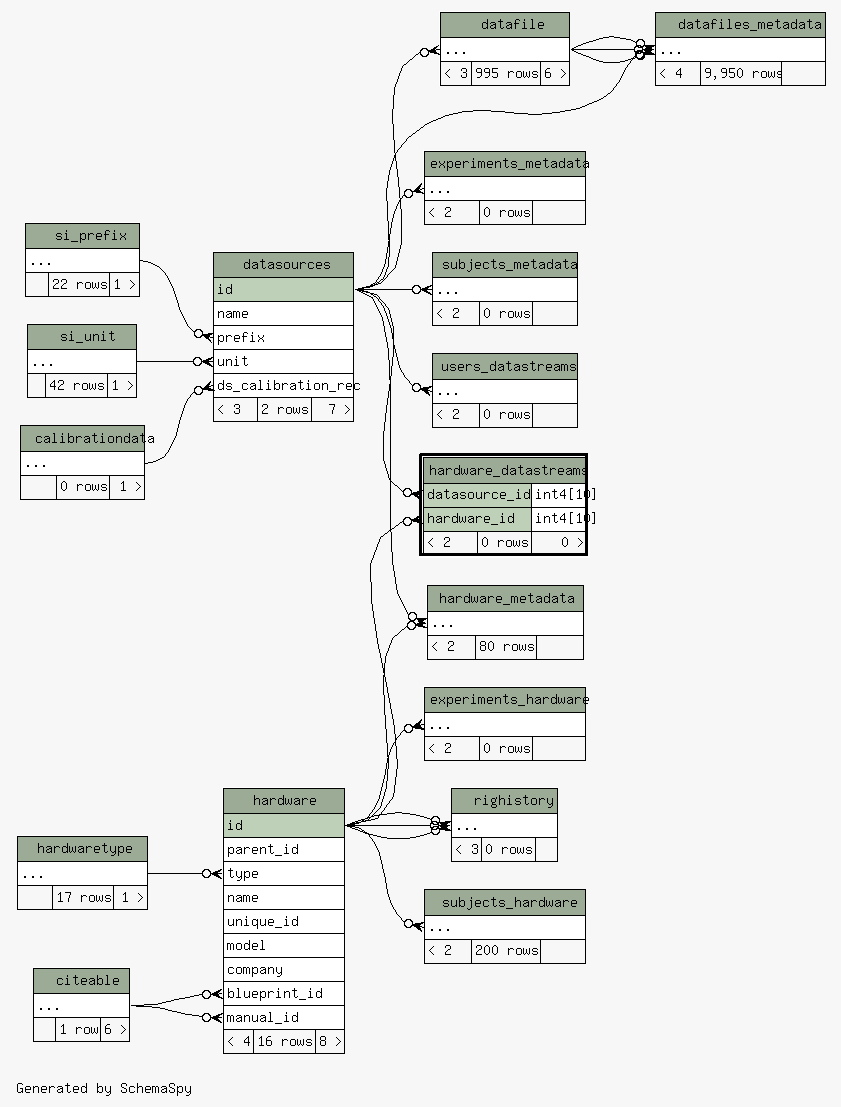 datafile
...
< 3 995 rows 6 >
datafiles_metadata
...
< 4 9,950 rows
experiments_metadata
...
< 2 0 rows
si_prefix
...
22 rows 1 >
datasources
id
name
prefix
unit
ds_calibration_rec
< 3 2 rows 7 >
subjects_metadata
...
< 2 0 rows
si_unit
...
42 rows 1 >
users_datastreams
...
< 2 0 rows
calibrationdata
...
0 rows 1 >
hardware_datastreams
datasource_id int4[10]
hardware_id int4[10]
< 2 0 rows 0 >
hardware_metadata
...
< 2 80 rows
experiments_hardware
...
< 2 0 rows
hardware
id
parent_id
type
name
unique_id
model
company
blueprint_id
manual_id
< 4 16 rows 8 >
righistory
...
< 3 0 rows
hardwaretype
...
17 rows 1 >
subjects_hardware
...
< 2 200 rows
citeable
...
1 row 6 >
Generated by SchemaSpy